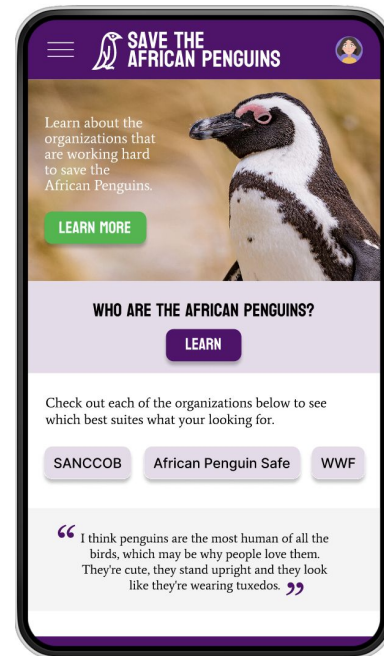 SAVE THE
AFRICAN PENGUINS
Learn about the
organizations that
are working hard
to save the
African Penguins.
LEARN MORE
WHO ARE THE AFRICAN PENGUINS?
LEARN
Check out each of the organizations below to see
which best suites what your looking for.
SANCCOB African Penguin Safe WWF
“ I think penguins are the most human of all the
birds, which may be why people love them.
They're cute, they stand upright and they look
like they're wearing tuxedos. ”